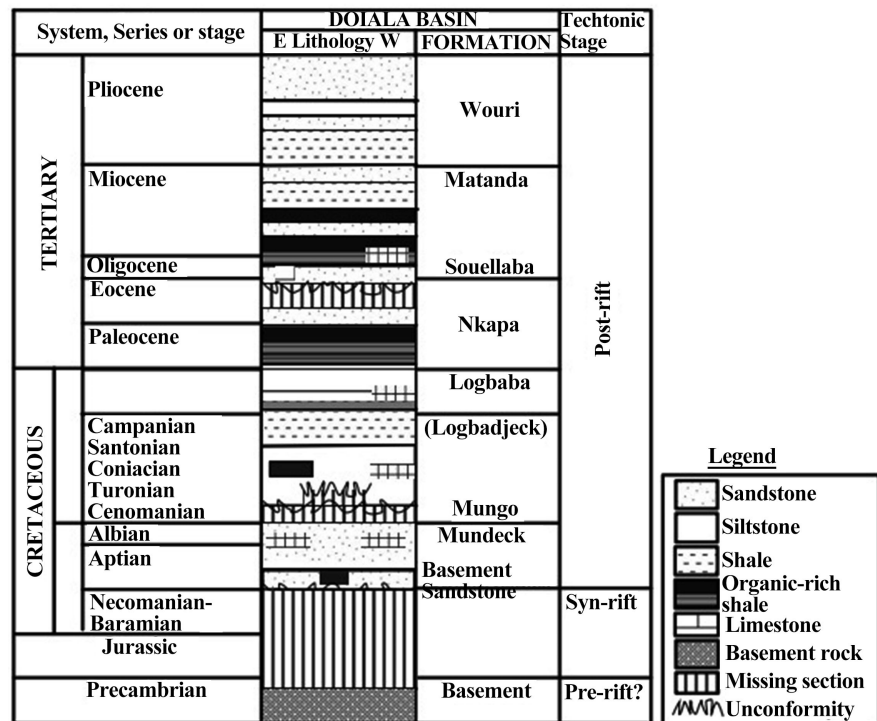 System, Series or stage
DOIALA BASIN
E Lithology W
FORMATION
Techtonic
Stage
TERTIARY
Pliocene
Wouri
Miocene
Matanda
Oligocene
Souellaba
Eocene
Nkapa
Paleocene
Post-rift
Logbaba
CRETACEOUS
Campanian
(Logbadjeck)
Santonian
Coniacian
Turonian
Cenomanian
Mungo
Albian
Mundeck
Aptian
Basement
Sandstone
Necomanian-
Baramian
Syn-rift
Jurassic
Precambrian
Basement
Pre-rift?
Legend
Sandstone
Siltstone
Shale
Organic-rich
shale
Limestone
Basement rock
Missing section
Unconformity